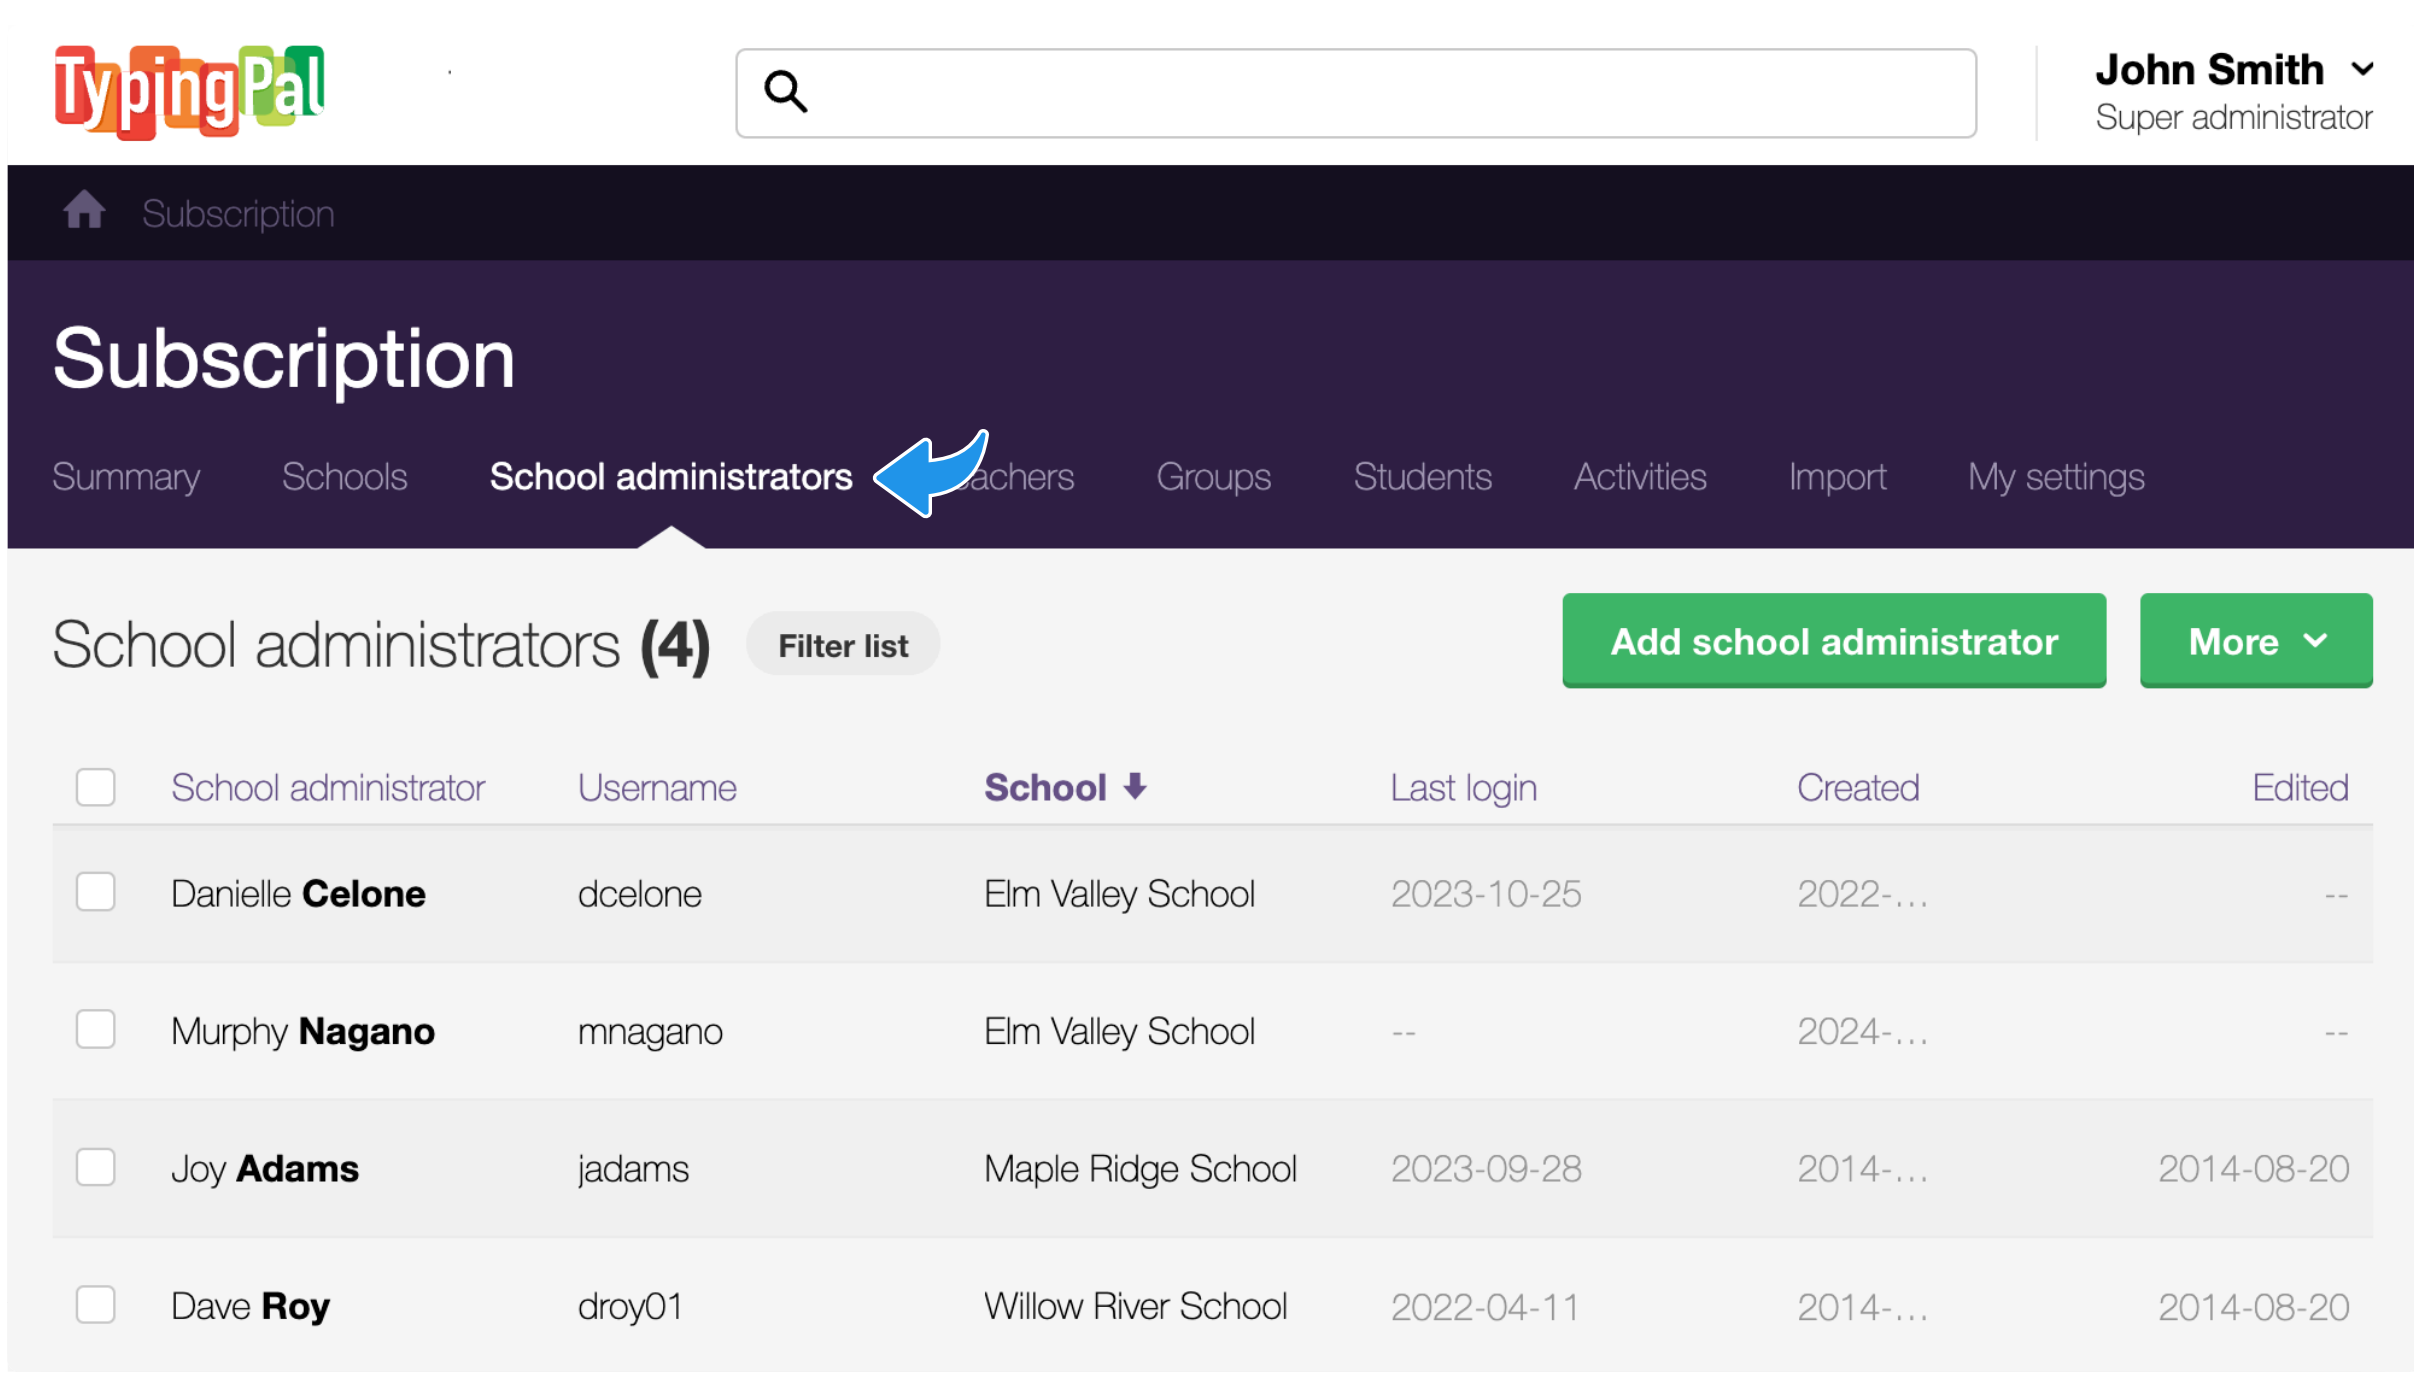 TypingPal
John Smith
Super administrator
Subscription
Subscription
Summary Schools School administrators achers Groups Students Activities Import My settings
School administrators (4) Filter list Add school administrator More
School administrator Username School Last login Created Edited
Danielle Celone dcelone Elm Valley School 2023-10-25 2022-... --
Murphy Nagano mnagano Elm Valley School -- 2024-... --
Joy Adams jadams Maple Ridge School 2023-09-28 2014-... 2014-08-20
Dave Roy droy01 Willow River School 2022-04-11 2014-... 2014-08-20